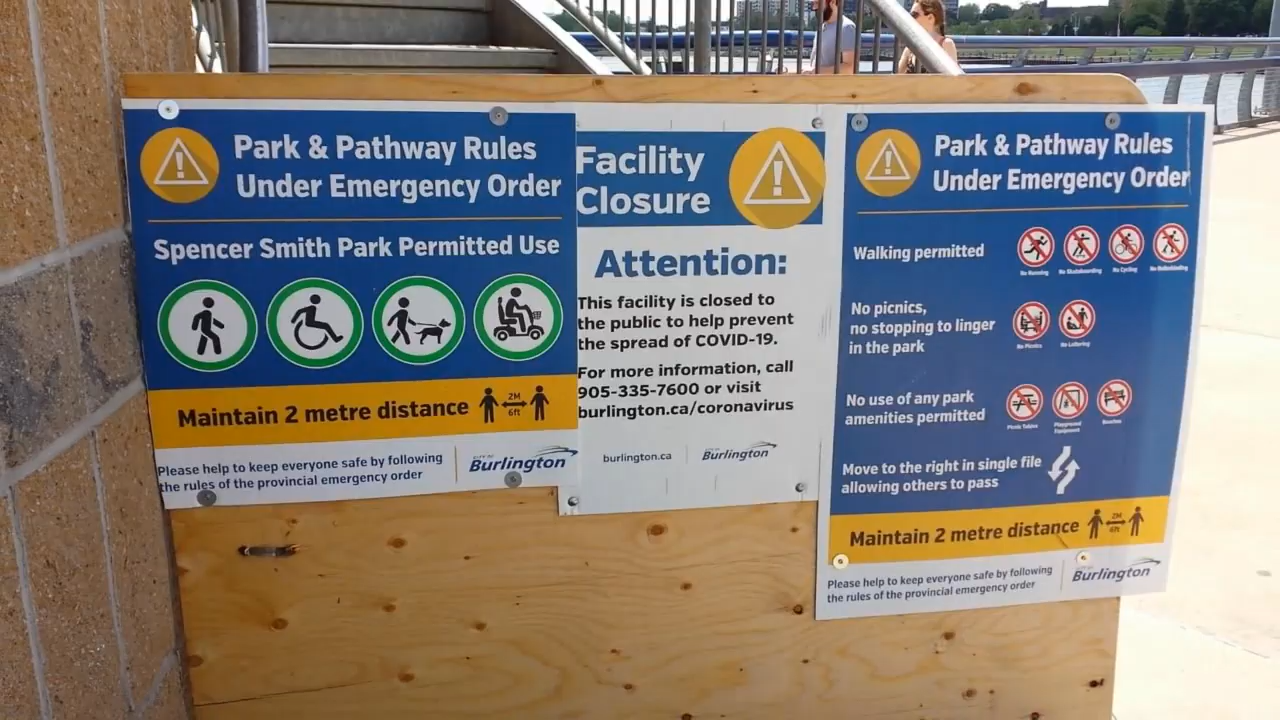 Park & Pathway Rules
Under Emergency Order
Spencer Smith Park Permitted Use
Maintain 2 metre distance
2M
6ft
Please help to keep everyone safe by following
the rules of the provincial emergency order
CITY OF
Burlington
Facility
Closure
Attention:
This facility is closed to
the public to help prevent
the spread of COVID-19.
For more information, call
905-335-7600 or visit
burlington.ca/coronavirus
burlington.ca
Burlington
Park & Pathway Rules
Under Emergency Order
Walking permitted
No Running No Skateboarding No Cycling No Rollerblading
No picnics,
no stopping to linger
in the park
No Picnics No Loitering
No use of any park
amenities permitted
Picnic Tables Playground Equipment Benches
Move to the right in single file
allowing others to pass
Maintain 2 metre distance
2M
6ft
Please help to keep everyone safe by following
the rules of the provincial emergency order
Burlington